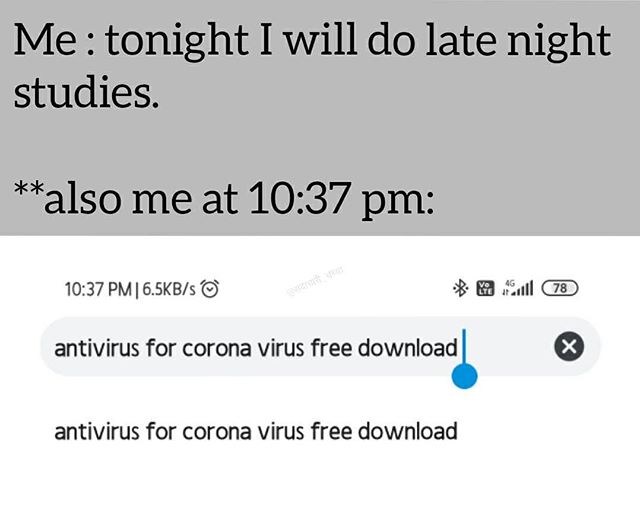 Me : tonight I will do late night
studies.
**also me at 10:37 pm:
10:37 PM | 6.5KB/s
Vo LTE 4G 78
antivirus for corona virus free download
antivirus for corona virus free download